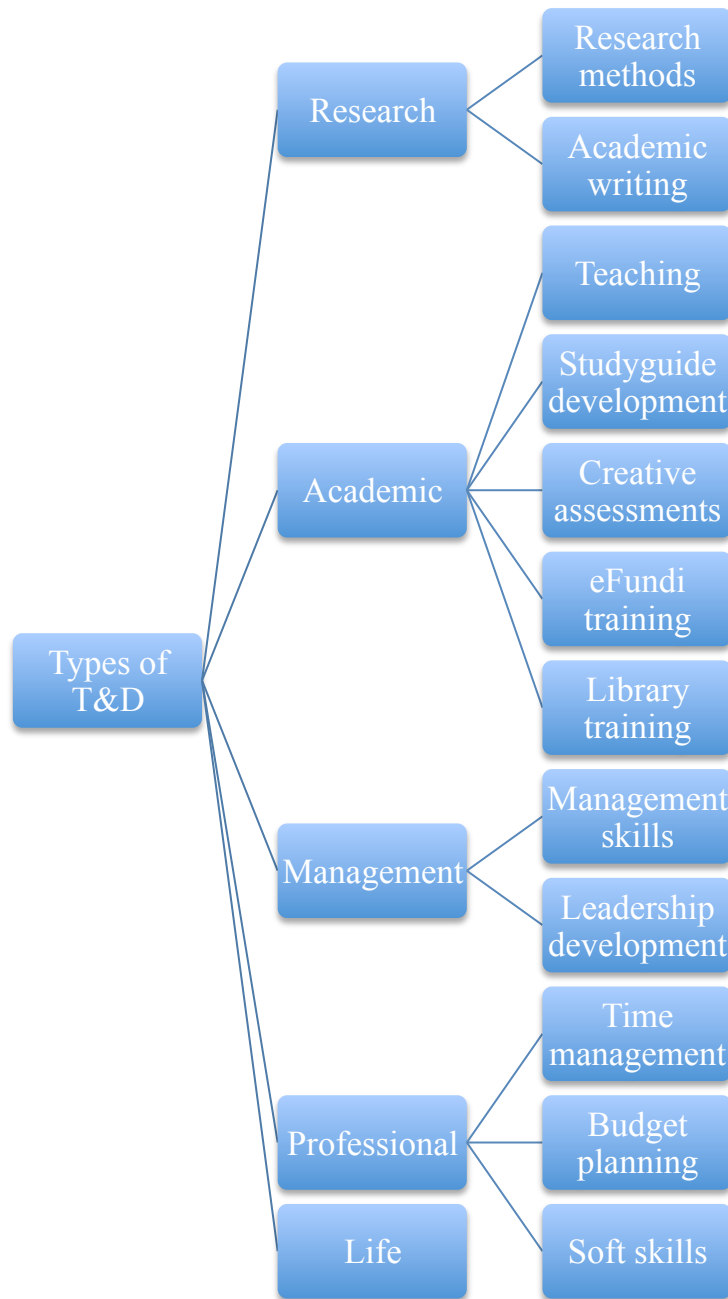 Types of
T&D
Research
Research
methods
Academic
writing
Academic
Teaching
Studyguide
development
Creative
assessments
eFundi
training
Library
training
Management
Management
skills
Leadership
development
Professional
Time
management
Budget
planning
Soft skills
Life